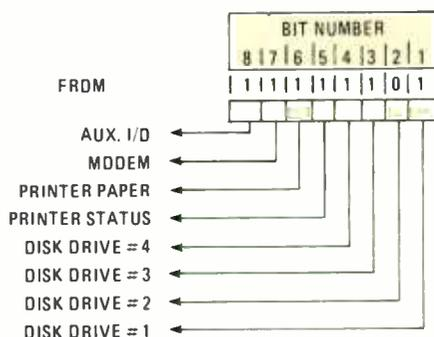 BIT NUMBER
8 | 7 | 6 | 5 | 4 | 3 | 2 | 1
FROM | 1 | 1 | 1 | 1 | 1 | 1 | 0 | 1
AUX. I/O
MODEM
PRINTER PAPER
PRINTER STATUS
DISK DRIVE = 4
DISK DRIVE = 3
DISK DRIVE = 2
DISK DRIVE = 1